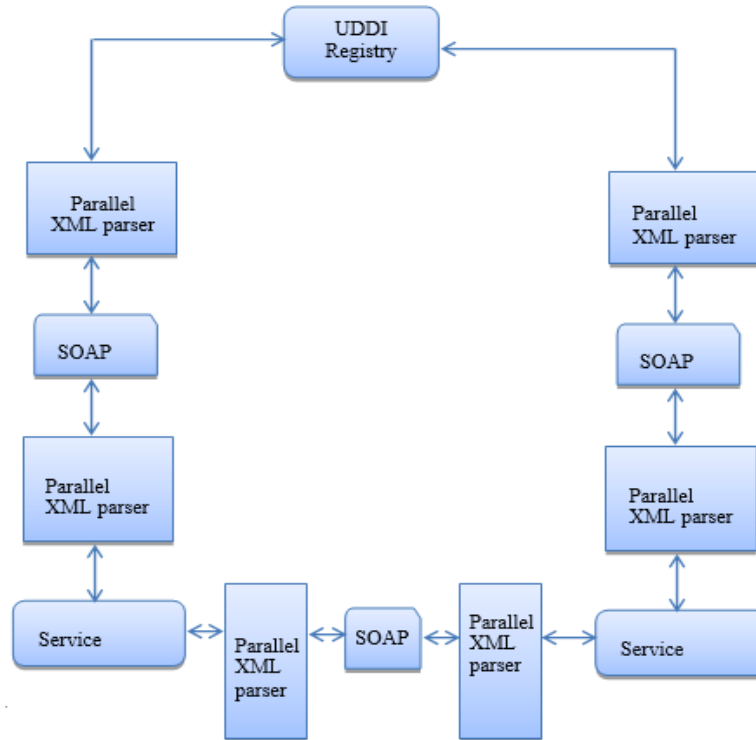 UDDI
Registry
Parallel
XML parser
Parallel
XML parser
SOAP
SOAP
Parallel
XML parser
Parallel
XML parser
Service
Parallel
XML
parser
SOAP
Parallel
XML
parser
Service